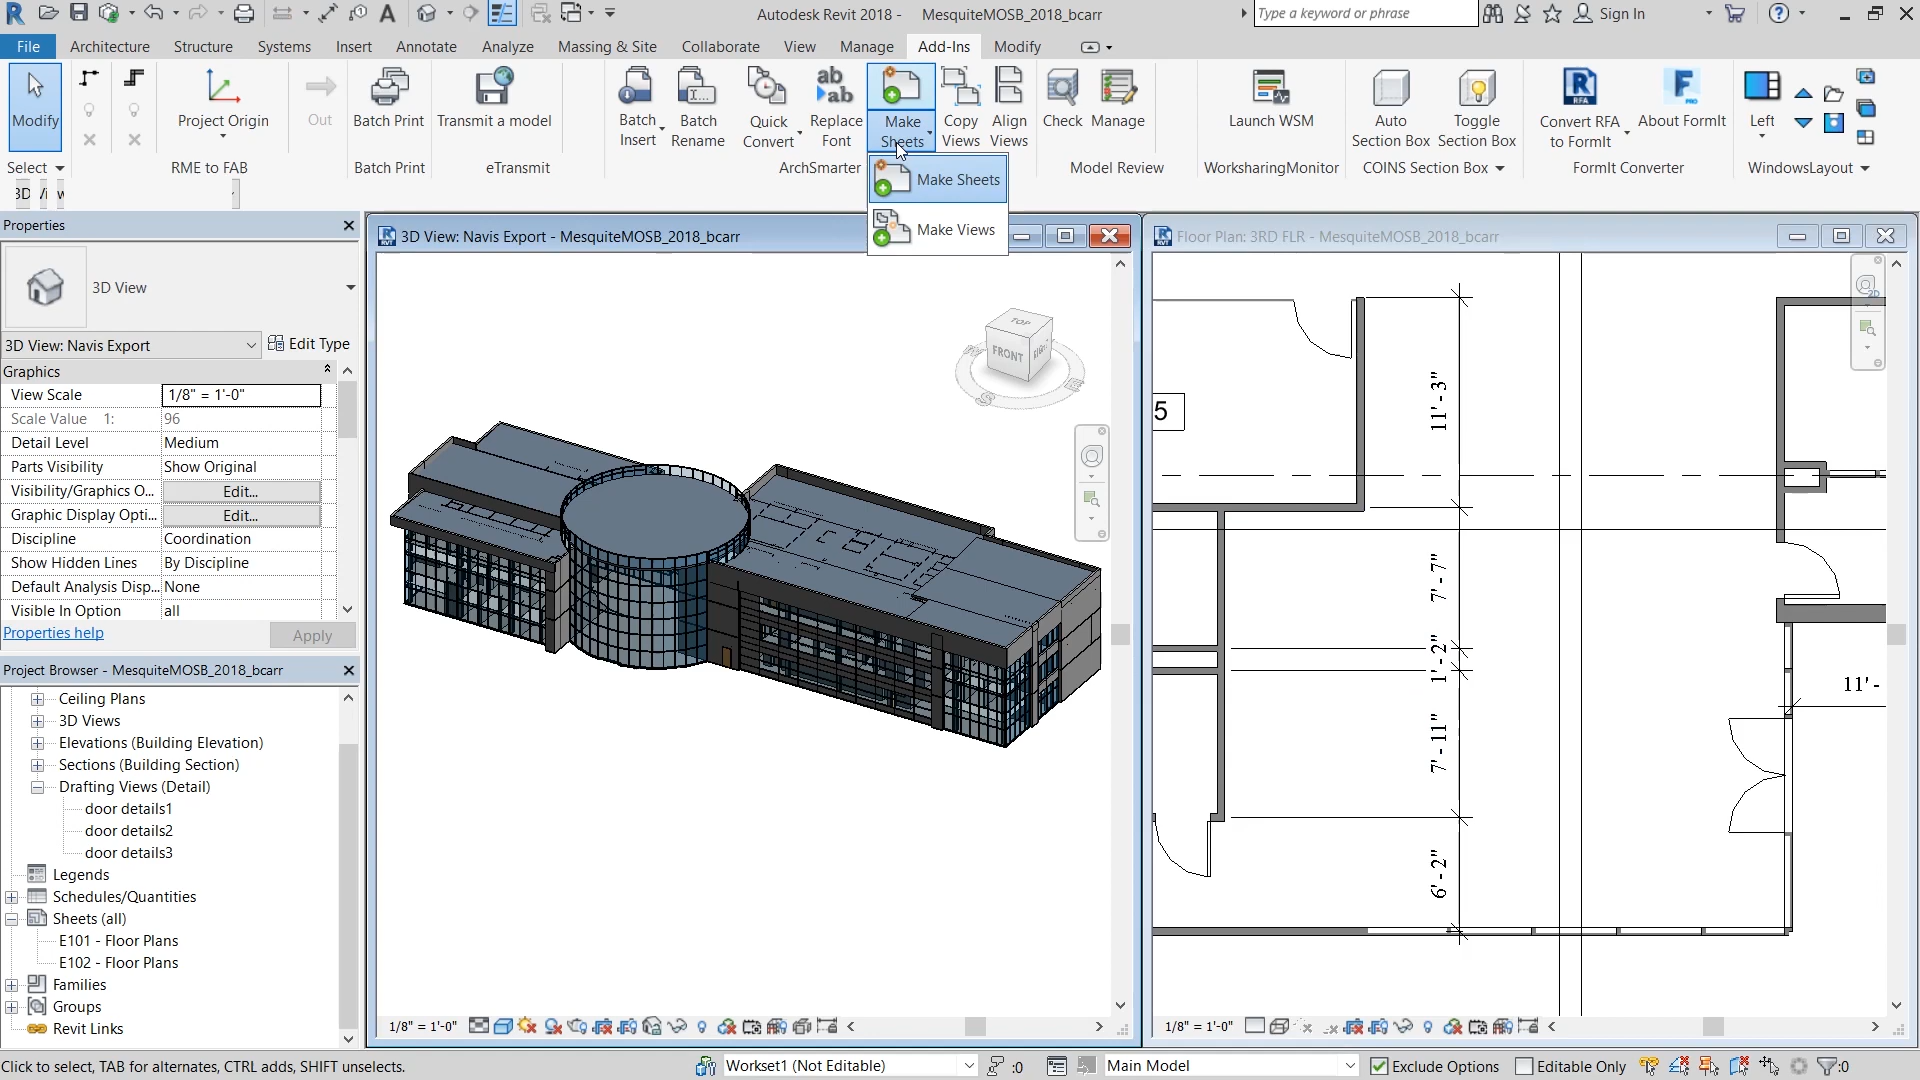 Autodesk Revit 2018 - MesquiteMOSB_2018_bcarr
Type a keyword or phrase
Sign In
File Architecture Structure Systems Insert Annotate Analyze Massing & Site Collaborate View Manage Add-Ins Modify
Modify
Project Origin
Out
Batch Print
Transmit a model
Batch Insert
Batch Rename
Quick Convert
ab
ab
Replace Font
Make Sheets
Copy Views
Align Views
Check
Manage
Launch WSM
Auto Section Box
Toggle Section Box
RFA
Convert RFA to FormIt
PRO
About FormIt
Left
Select
RME to FAB
Batch Print
eTransmit
ArchSmarter
Model Review
WorksharingMonitor
COINS Section Box
FormIt Converter
WindowsLayout
Make Sheets
Make Views
3D
Properties
3D View
3D View: Navis Export
Edit Type
Graphics
View Scale 1/8" = 1'-0"
Scale Value 1: 96
Detail Level Medium
Parts Visibility Show Original
Visibility/Graphics O... Edit...
Graphic Display Opti... Edit...
Discipline Coordination
Show Hidden Lines By Discipline
Default Analysis Disp... None
Visible In Option all
Properties help
Apply
Project Browser - MesquiteMOSB_2018_bcarr
Ceiling Plans
3D Views
Elevations (Building Elevation)
Sections (Building Section)
Drafting Views (Detail)
door details1
door details2
door details3
Legends
Schedules/Quantities
Sheets (all)
E101 - Floor Plans
E102 - Floor Plans
Families
Groups
Revit Links
3D View: Navis Export - MesquiteMOSB_2018_bcarr
TOP
FRONT
RIGHT
S
E
1/8" = 1'-0"
Floor Plan: 3RD FLR - MesquiteMOSB_2018_bcarr
2D
5
11'-3"
7'-7"
1'-2"
7'-11"
6'-2"
11'-
1/8" = 1'-0"
Click to select, TAB for alternates, CTRL adds, SHIFT unselects.
Workset1 (Not Editable)
:0
Main Model
Exclude Options
Editable Only
:0